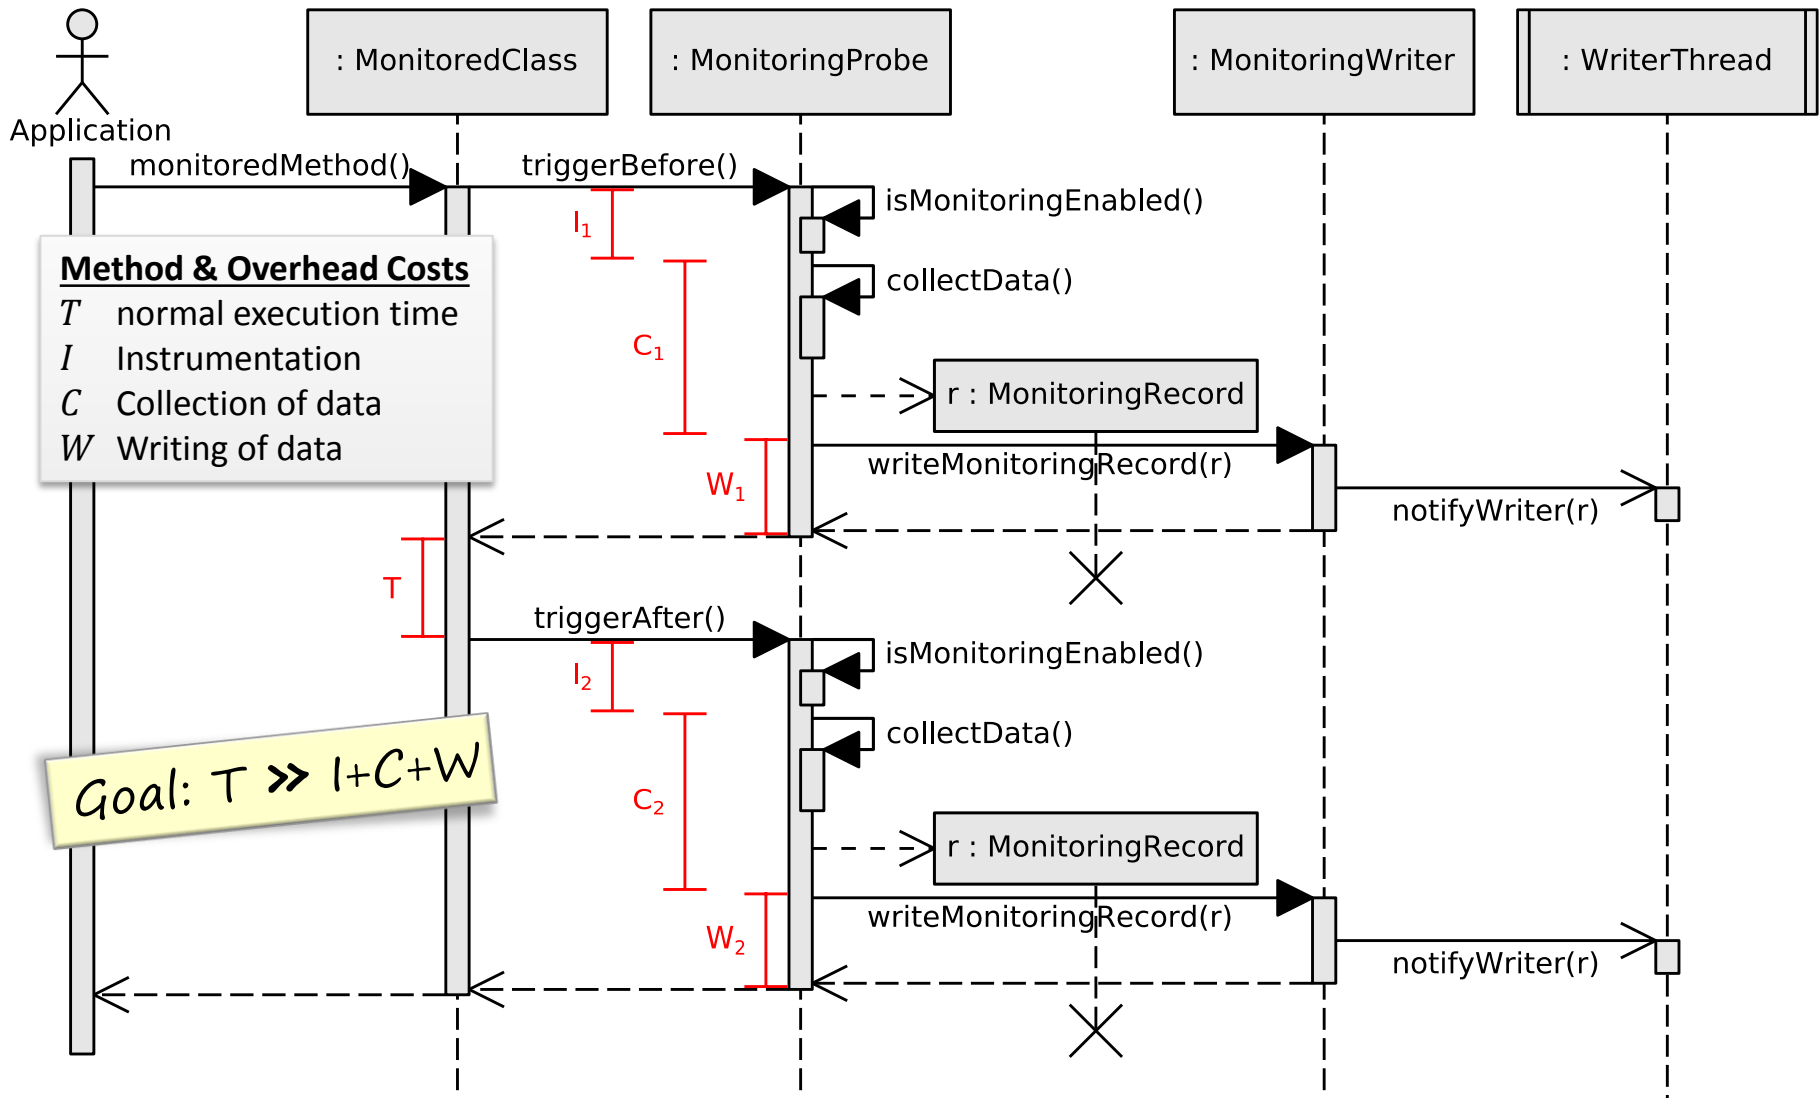 : MonitoredClass
: MonitoringProbe
: MonitoringWriter
: WriterThread
Application
monitoredMethod()
triggerBefore()
isMonitoringEnabled()
I1
Method & Overhead Costs
T normal execution time
I Instrumentation
C Collection of data
W Writing of data
collectData()
C1
r : MonitoringRecord
writeMonitoringRecord(r)
W1
notifyWriter(r)
T
triggerAfter()
isMonitoringEnabled()
I2
collectData()
Goal: T >> I+C+W
C2
r : MonitoringRecord
writeMonitoringRecord(r)
W2
notifyWriter(r)